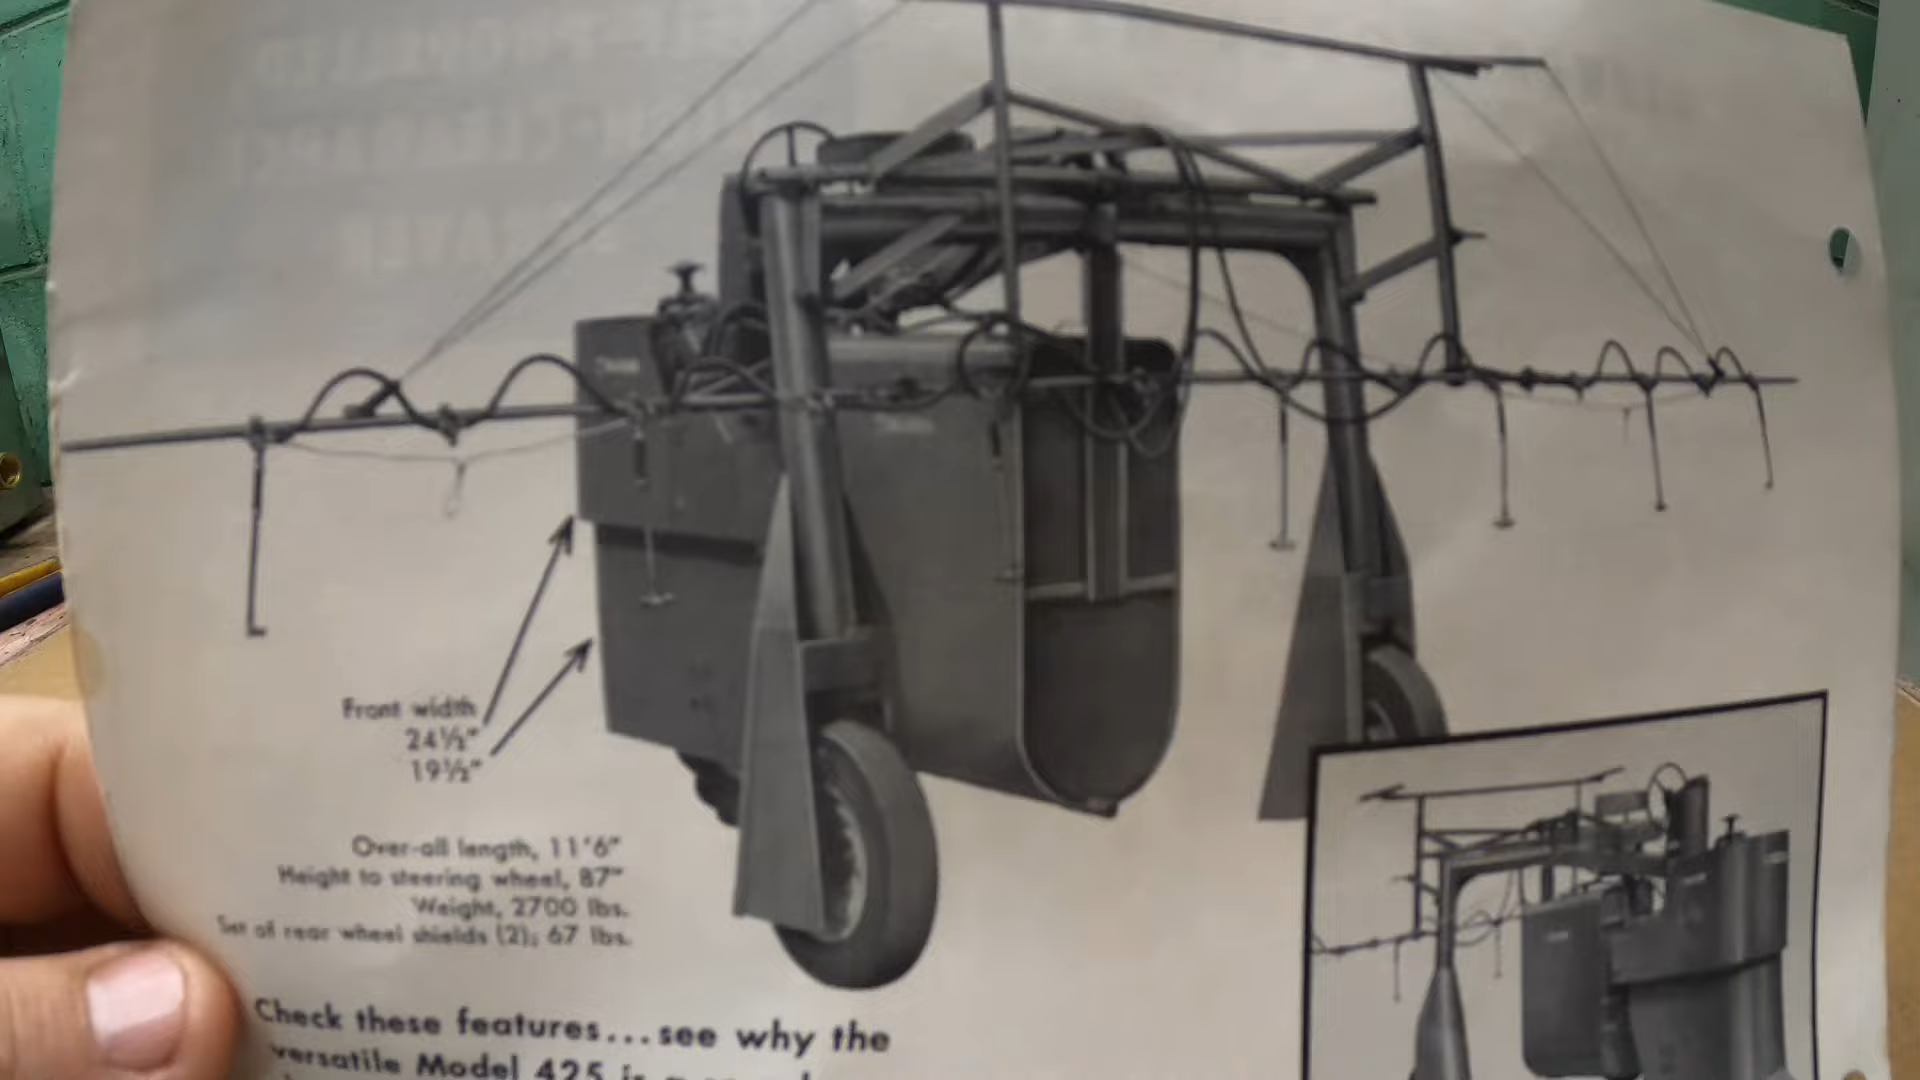 Front width
24½"
19½"
Over-all length, 11'6"
Height to steering wheel, 87"
Weight, 2700 lbs.
Set of rear wheel shields (2); 67 lbs.
Check these features...see why the
versatile Model 425 is a